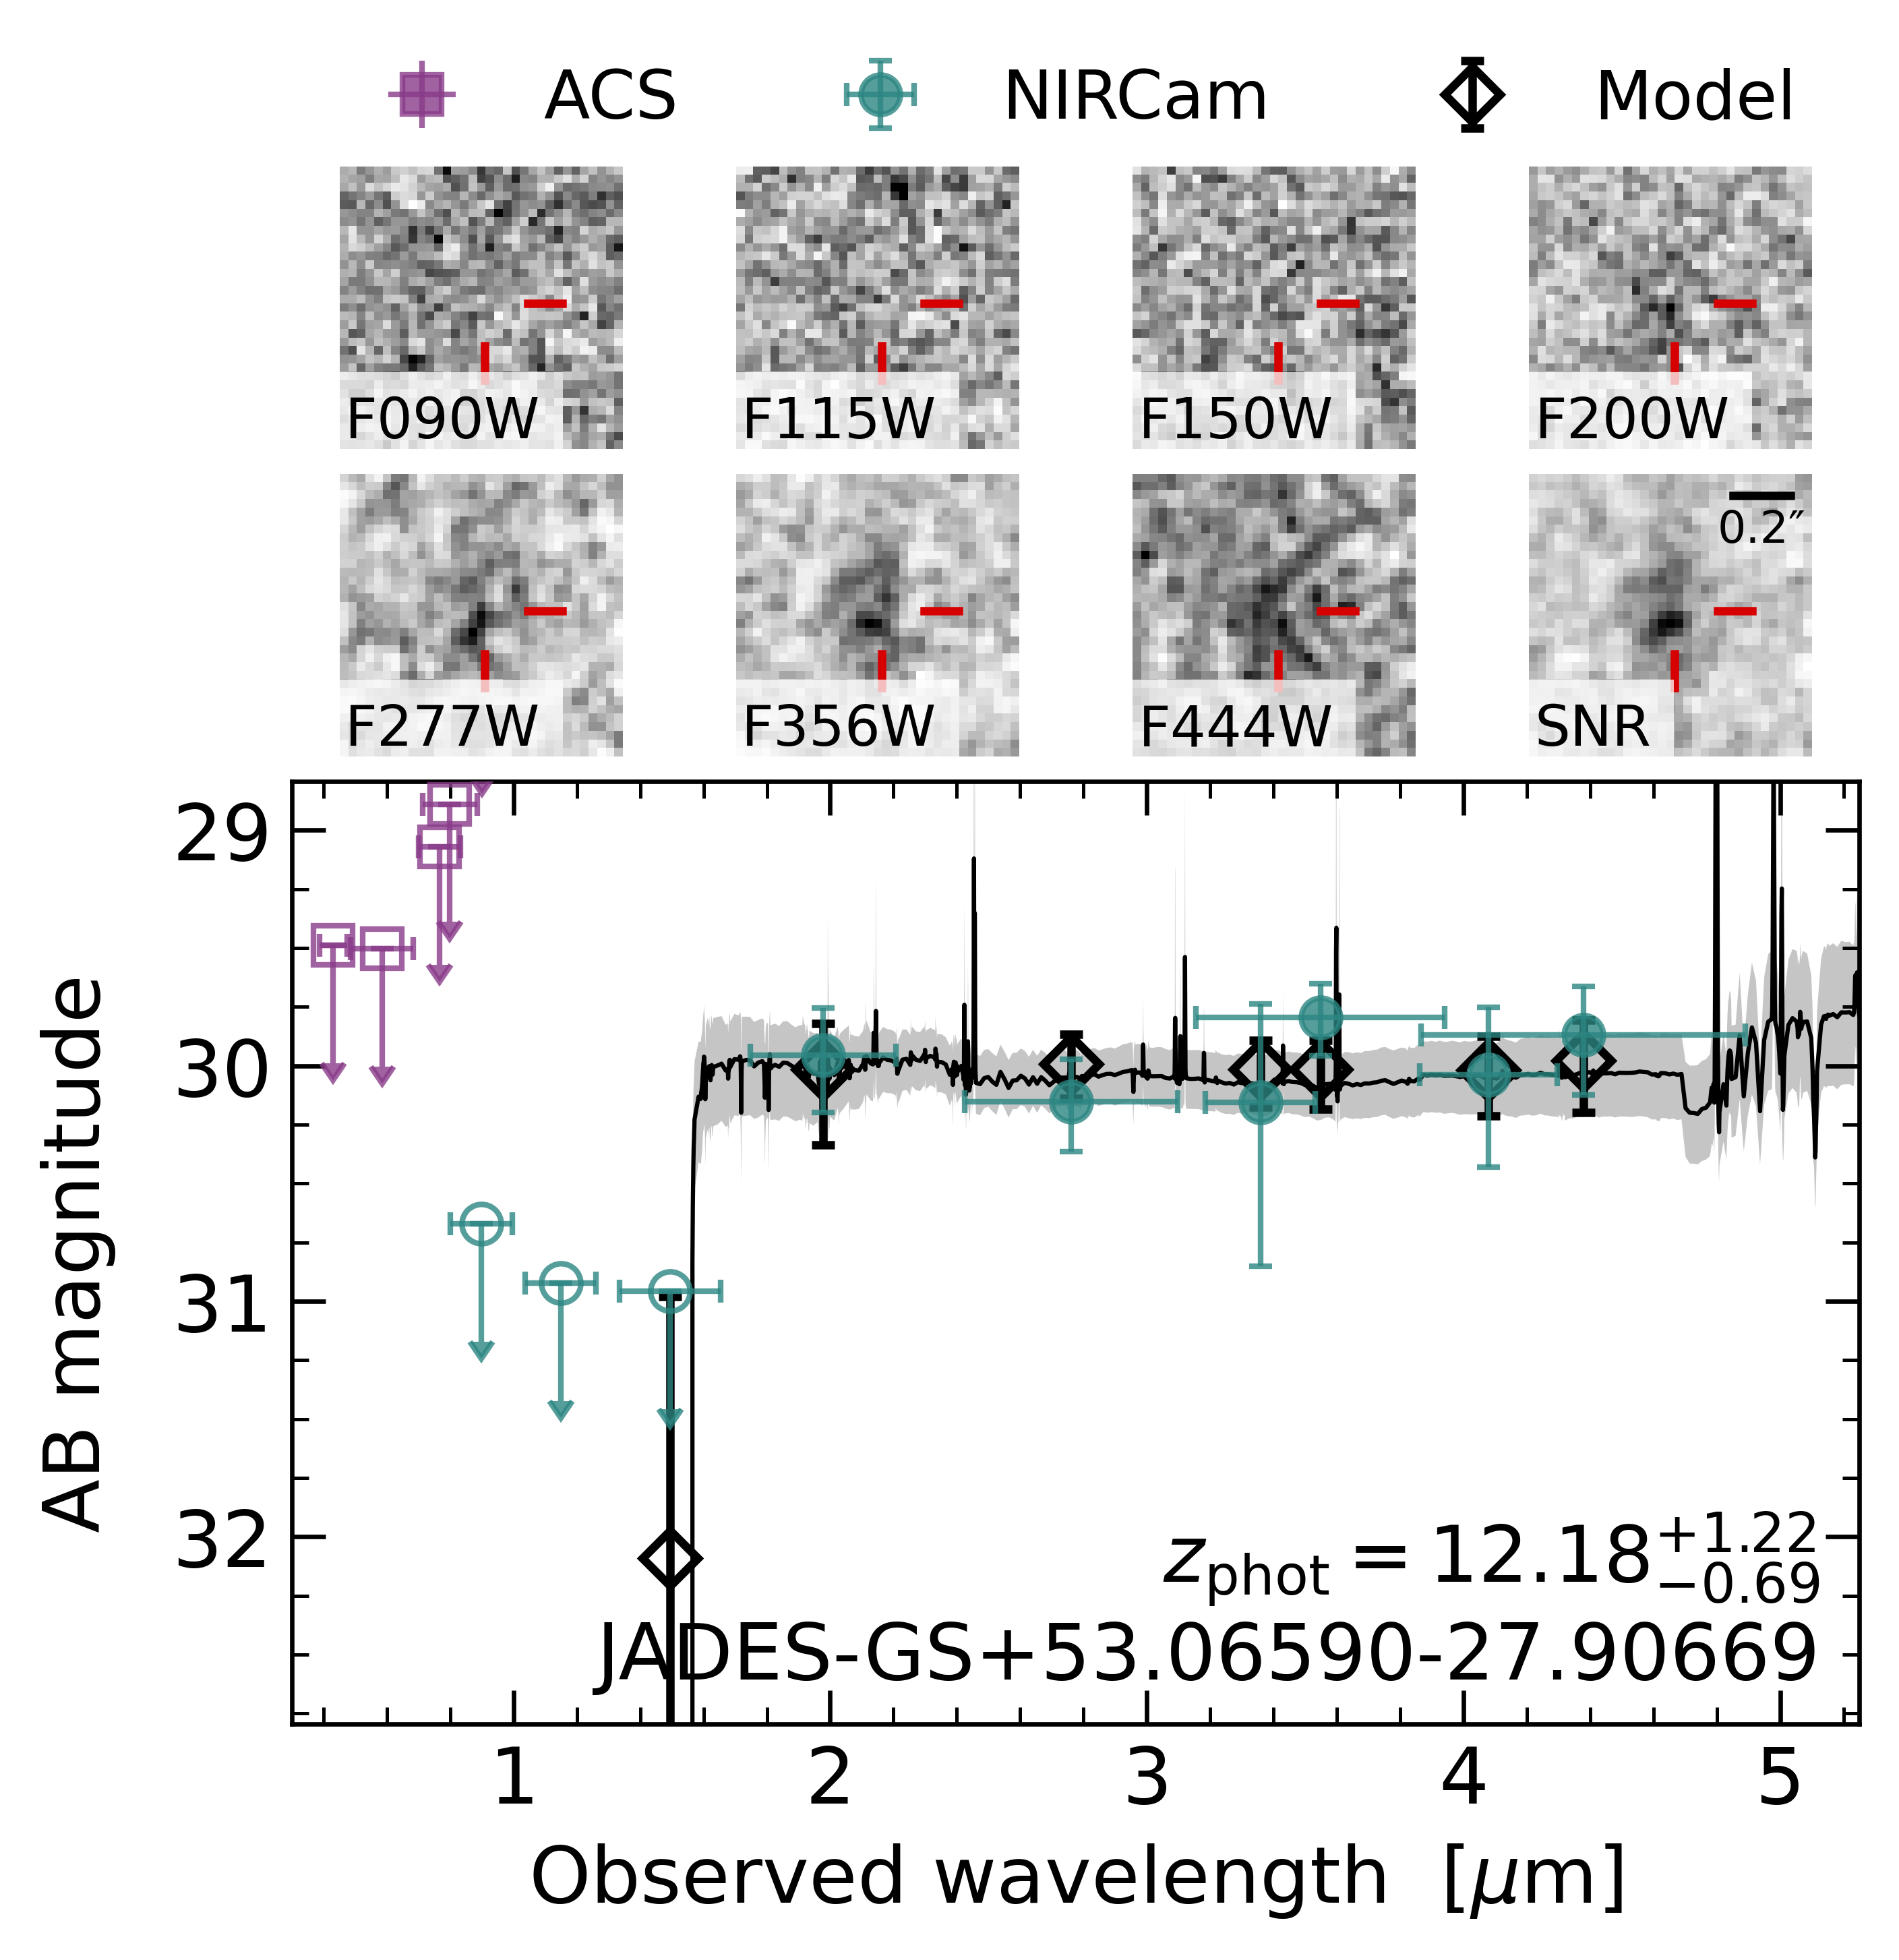 ACS NIRCam Model
F090W F115W F150W F200W
0.2″
F277W F356W F444W SNR
29
30
31
32
AB magnitude
z_phot = 12.18^{+1.22}_{−0.69}
JADES-GS+53.06590-27.90669
1 2 3 4 5
Observed wavelength [μm]